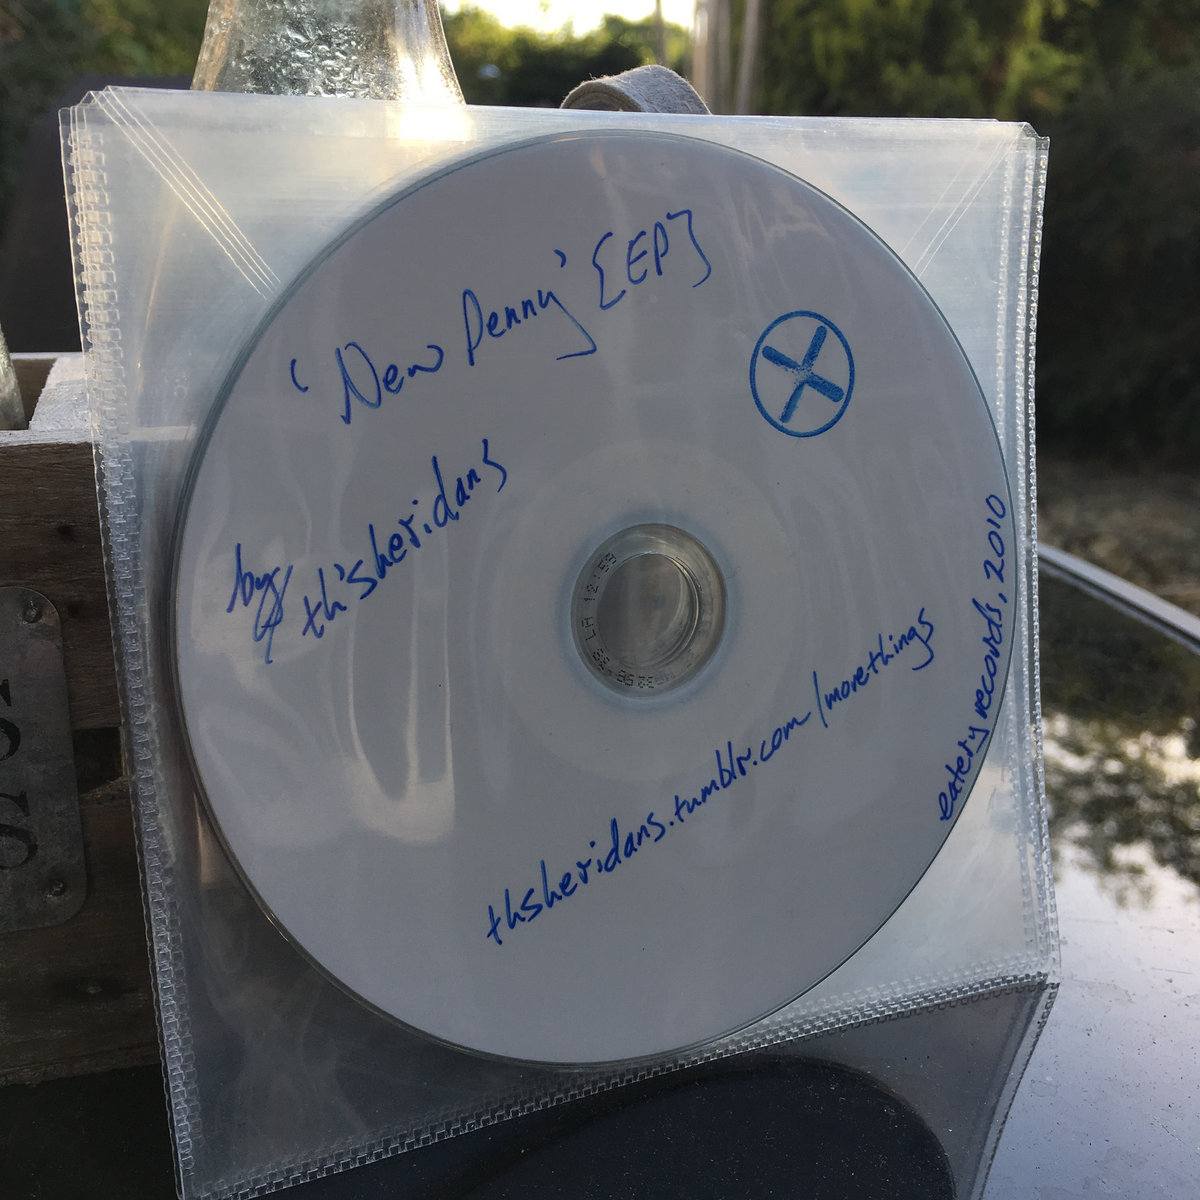 'New Penny' {EP}
by th'sheridans
thsheridans.tumblr.com/morethings
eatery records, 2010